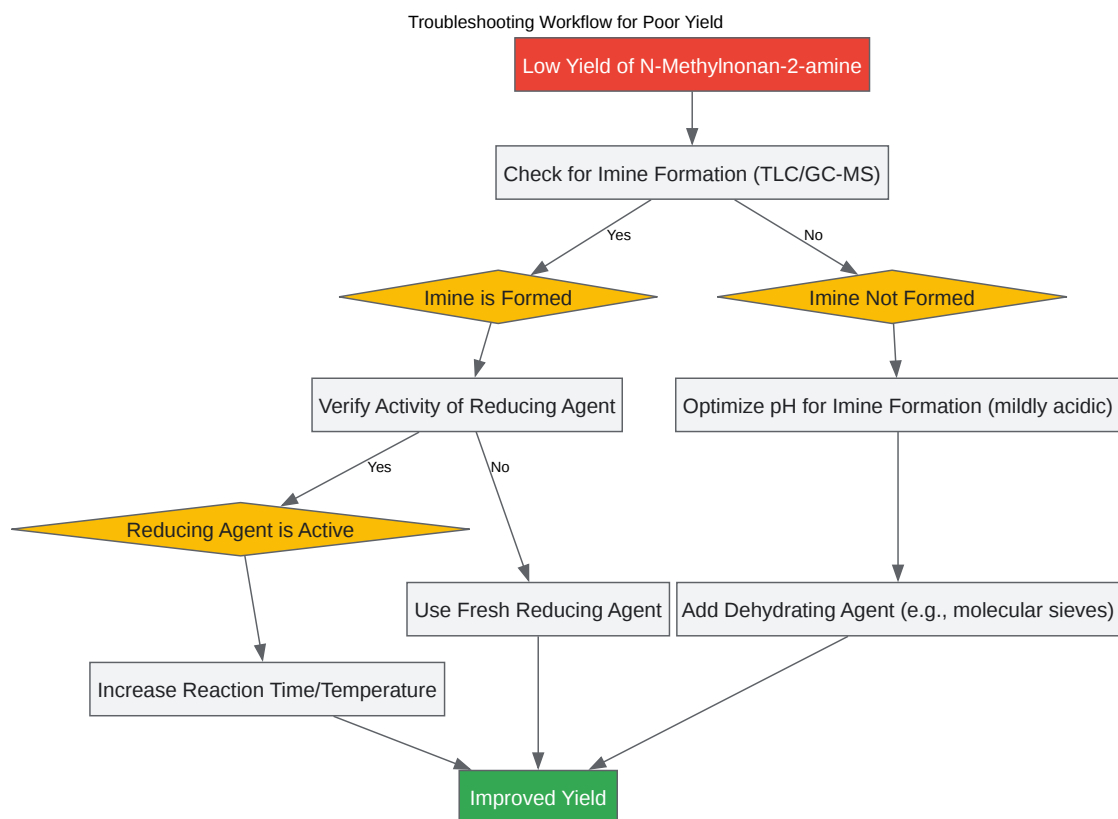 Troubleshooting Workflow for Poor Yield
Low Yield of N-Methylnonan-2-amine
Check for Imine Formation (TLC/GC-MS)
Yes
No
Imine is Formed
Imine Not Formed
Verify Activity of Reducing Agent
Optimize pH for Imine Formation (mildly acidic)
Yes
No
Reducing Agent is Active
Use Fresh Reducing Agent
Add Dehydrating Agent (e.g., molecular sieves)
Increase Reaction Time/Temperature
Improved Yield